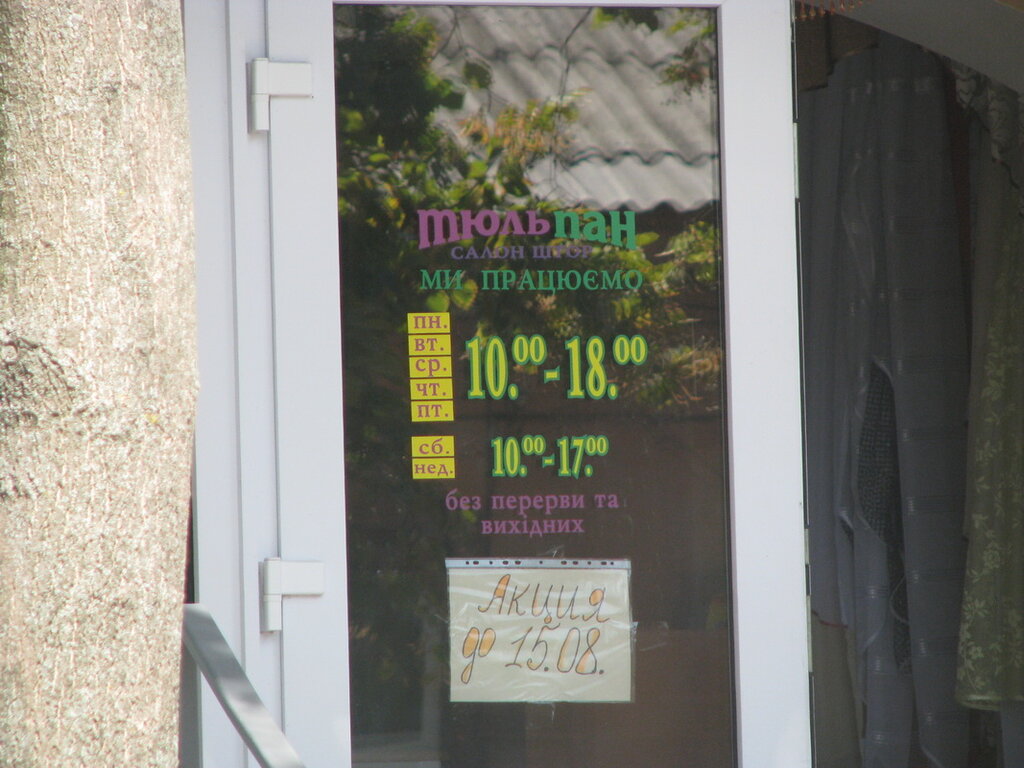 тюльпан
САЛОН ШТОР
МИ ПРАЦЮЄМО
пн.
вт.
ср.
чт.
пт.
10.00-18.00
сб.
нед.
10.00-17.00
без перерви та
вихідних
Акция
до 15.08.